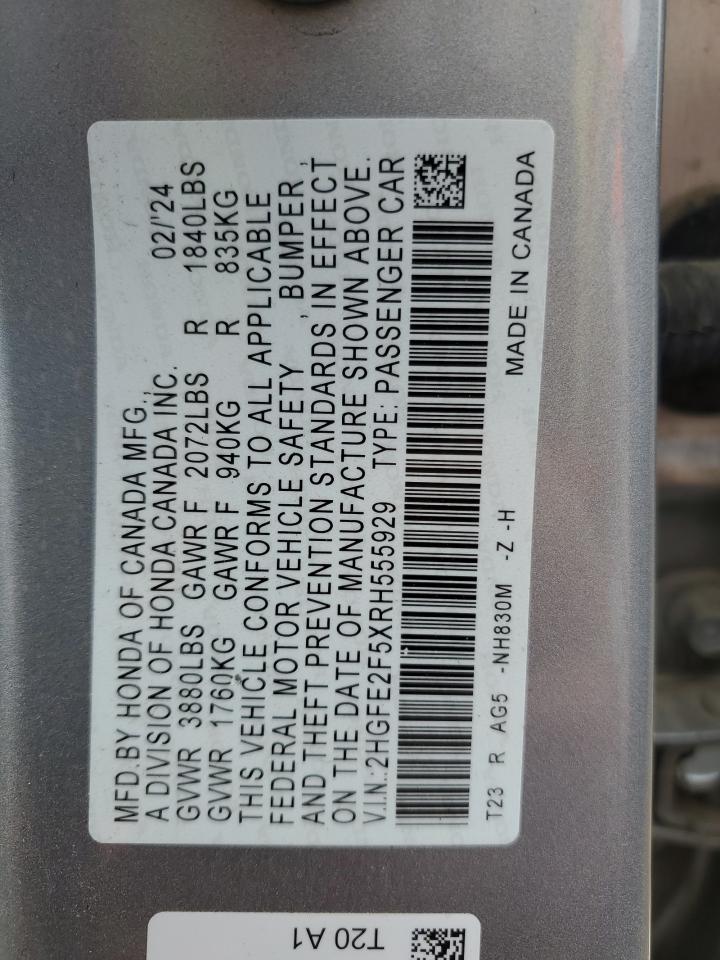 MFD.BY HONDA OF CANADA MFG., 02/'24
A DIVISION OF HONDA CANADA INC.
GVWR 3880LBS GAWR F 2072LBS R 1840LBS
GVWR 1760KG GAWR F 940KG R 835KG
THIS VEHICLE CONFORMS TO ALL APPLICABLE
FEDERAL MOTOR VEHICLE SAFETY , BUMPER ,
AND THEFT PREVENTION STANDARDS IN EFFECT
ON THE DATE OF MANUFACTURE SHOWN ABOVE.
V.I.N.:2HGFE2F5XRH555929 TYPE: PASSENGER CAR
T23 R AG5 -NH830M -Z -H MADE IN CANADA
T20 A1